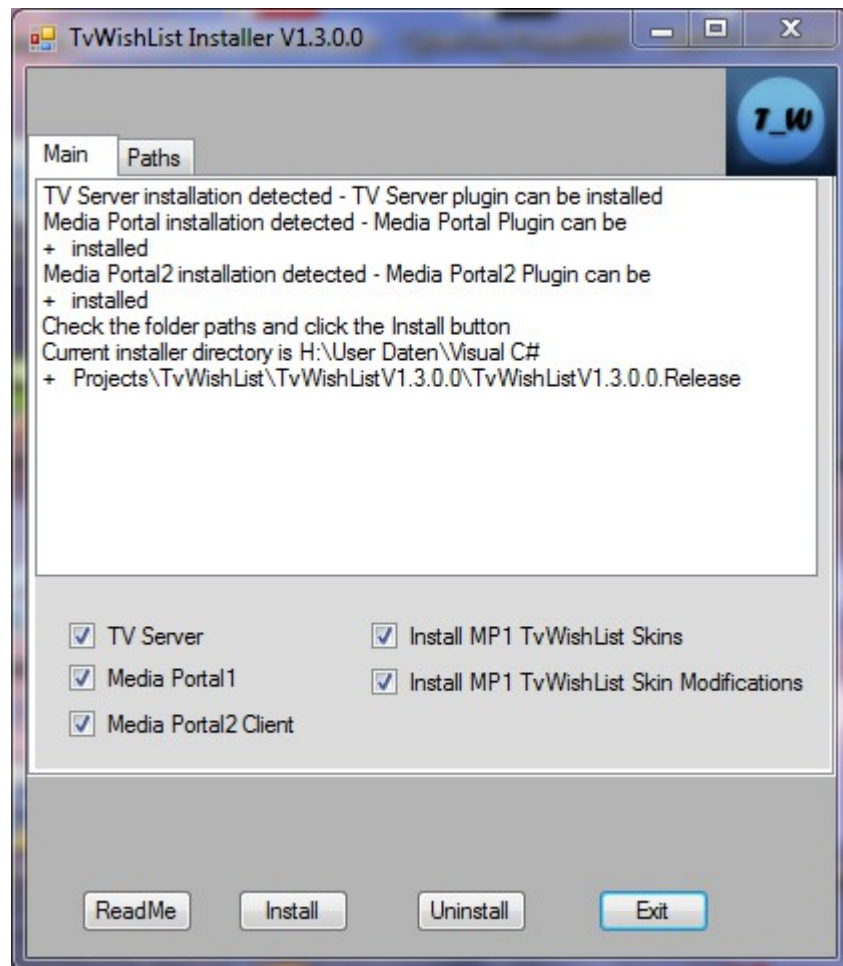 TvWishList Installer V1.3.0.0
T_W
Main
Paths
TV Server installation detected - TV Server plugin can be installed
Media Portal installation detected - Media Portal Plugin can be
+ installed
Media Portal2 installation detected - Media Portal2 Plugin can be
+ installed
Check the folder paths and click the Install button
Current installer directory is H:\User Daten\Visual C#
+ Projects\TvWishList\TvWishListV1.3.0.0\TvWishListV1.3.0.0.Release
TV Server
Install MP1 TvWishList Skins
Media Portal1
Install MP1 TvWishList Skin Modifications
Media Portal2 Client
ReadMe
Install
Uninstall
Exit